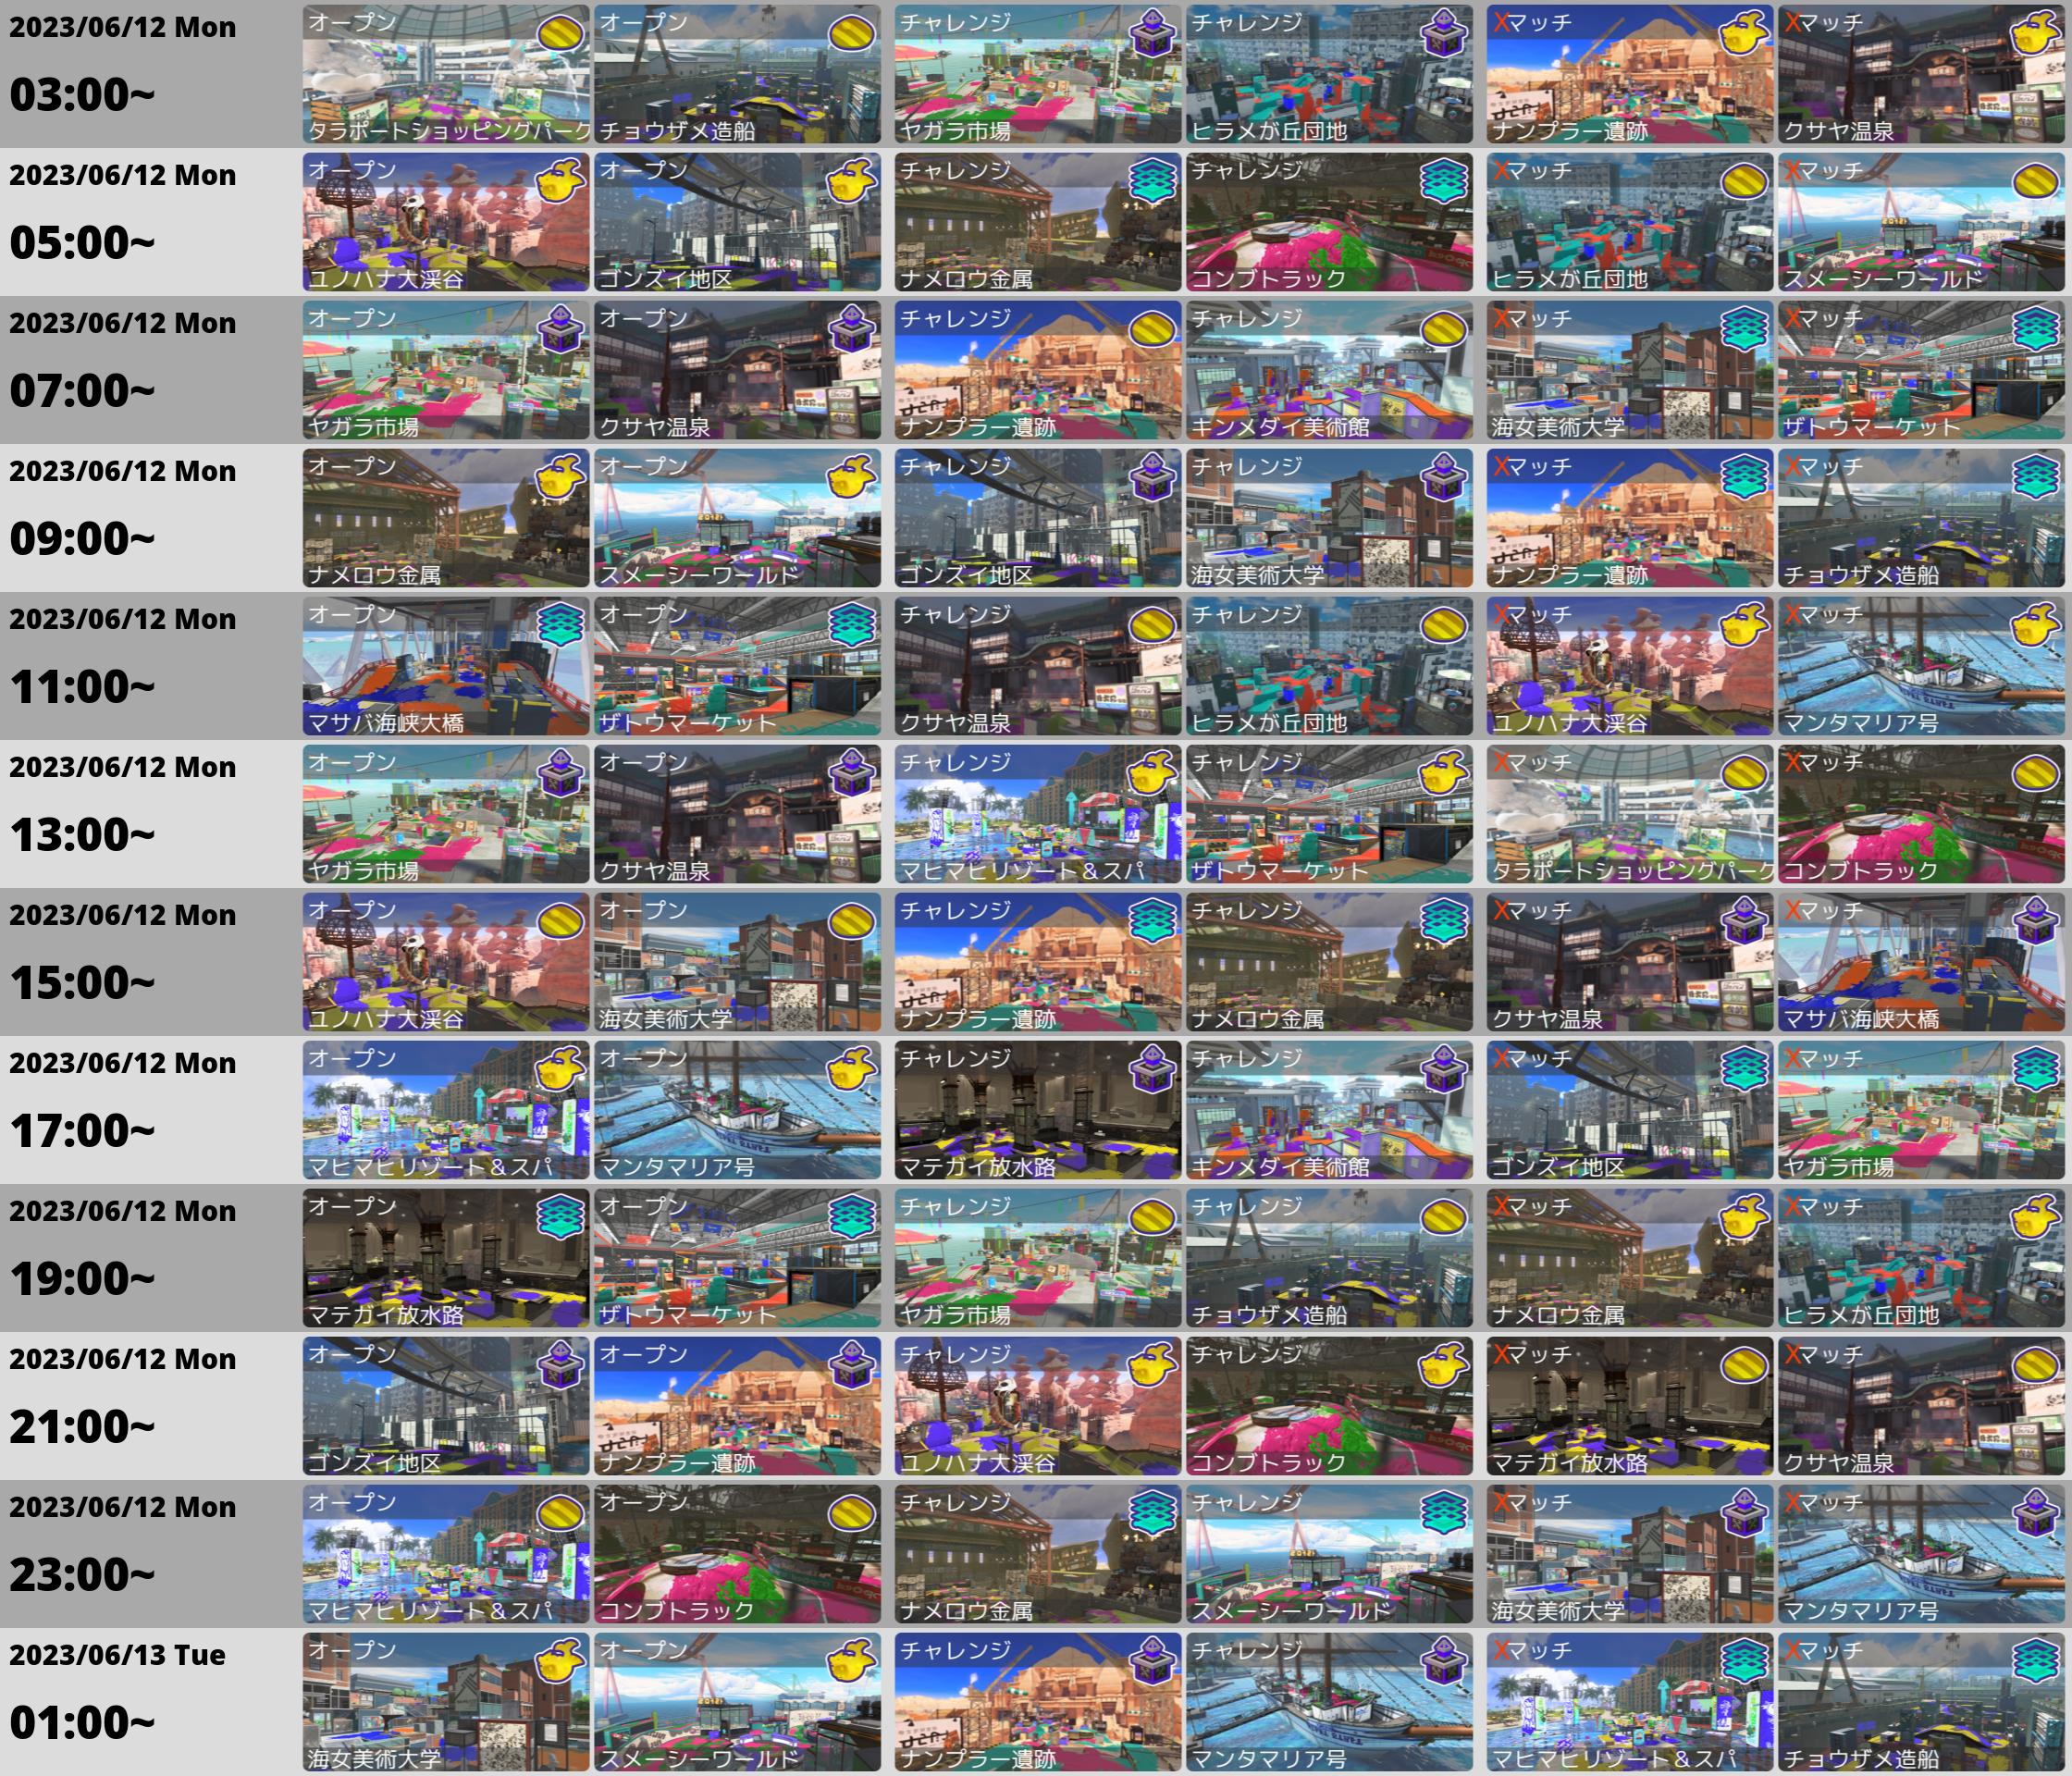 2023/06/12 Mon
03:00~
オープン オープン チャレンジ チャレンジ Xマッチ Xマッチ
タラポートショッピングパーク チョウザメ造船 ヤガラ市場 ヒラメが丘団地 ナンプラー遺跡 クサヤ温泉
2023/06/12 Mon
05:00~
オープン オープン チャレンジ チャレンジ Xマッチ Xマッチ
ユノハナ大渓谷 ゴンズイ地区 ナメロウ金属 コンブトラック ヒラメが丘団地 スメーシーワールド
2023/06/12 Mon
07:00~
オープン オープン チャレンジ チャレンジ Xマッチ Xマッチ
ヤガラ市場 クサヤ温泉 ナンプラー遺跡 キンメダイ美術館 海女美術大学 ザトウマーケット
2023/06/12 Mon
09:00~
オープン オープン チャレンジ チャレンジ Xマッチ Xマッチ
ナメロウ金属 スメーシーワールド ゴンズイ地区 海女美術大学 ナンプラー遺跡 チョウザメ造船
2023/06/12 Mon
11:00~
オープン オープン チャレンジ チャレンジ Xマッチ Xマッチ
マサバ海峡大橋 ザトウマーケット クサヤ温泉 ヒラメが丘団地 ユノハナ大渓谷 マンタマリア号
2023/06/12 Mon
13:00~
オープン オープン チャレンジ チャレンジ Xマッチ Xマッチ
ヤガラ市場 クサヤ温泉 マヒマヒリゾート&スパ ザトウマーケット タラポートショッピングパーク コンブトラック
2023/06/12 Mon
15:00~
オープン オープン チャレンジ チャレンジ Xマッチ Xマッチ
ユノハナ大渓谷 海女美術大学 ナンプラー遺跡 ナメロウ金属 クサヤ温泉 マサバ海峡大橋
2023/06/12 Mon
17:00~
オープン オープン チャレンジ チャレンジ Xマッチ Xマッチ
マヒマヒリゾート&スパ マンタマリア号 マテガイ放水路 キンメダイ美術館 ゴンズイ地区 ヤガラ市場
2023/06/12 Mon
19:00~
オープン オープン チャレンジ チャレンジ Xマッチ Xマッチ
マテガイ放水路 ザトウマーケット ヤガラ市場 チョウザメ造船 ナメロウ金属 ヒラメが丘団地
2023/06/12 Mon
21:00~
オープン オープン チャレンジ チャレンジ Xマッチ Xマッチ
ゴンズイ地区 ナンプラー遺跡 ユノハナ大渓谷 コンブトラック マテガイ放水路 クサヤ温泉
2023/06/12 Mon
23:00~
オープン オープン チャレンジ チャレンジ Xマッチ Xマッチ
マヒマヒリゾート&スパ コンブトラック ナメロウ金属 スメーシーワールド 海女美術大学 マンタマリア号
2023/06/13 Tue
01:00~
オープン オープン チャレンジ チャレンジ Xマッチ Xマッチ
海女美術大学 スメーシーワールド ナンプラー遺跡 マンタマリア号 マヒマヒリゾート&スパ チョウザメ造船